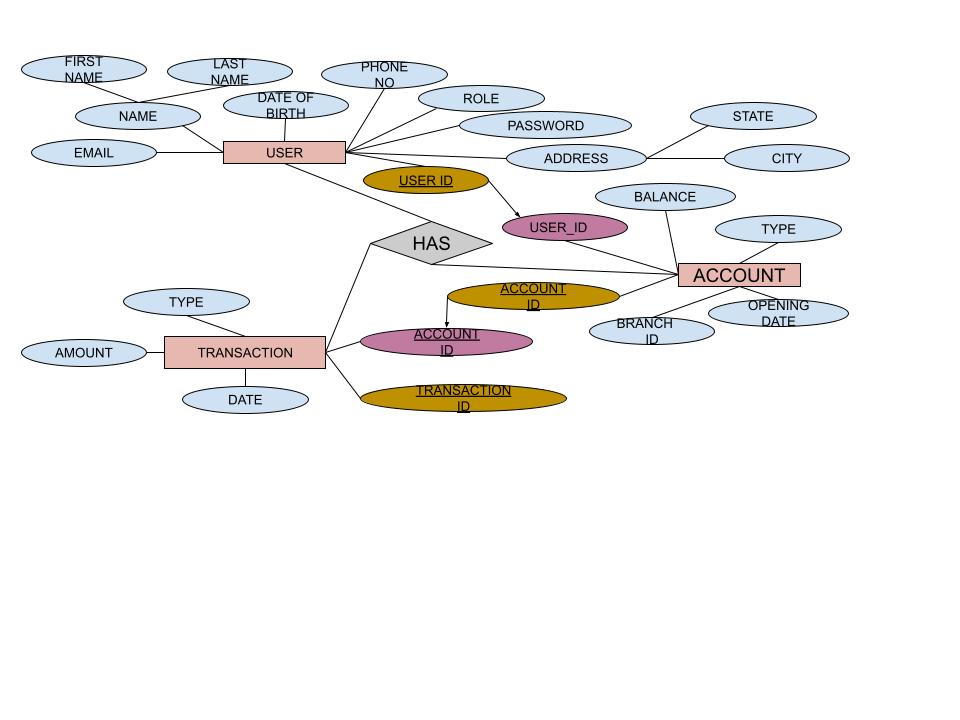 FIRST
NAME
LAST
NAME
PHONE
NO
DATE OF
BIRTH
ROLE
NAME
PASSWORD
STATE
EMAIL
USER
ADDRESS
CITY
USER ID
BALANCE
USER_ID
TYPE
HAS
ACCOUNT
ACCOUNT
ID
TYPE
OPENING
DATE
BRANCH
ID
ACCOUNT
ID
AMOUNT
TRANSACTION
DATE
TRANSACTION
ID